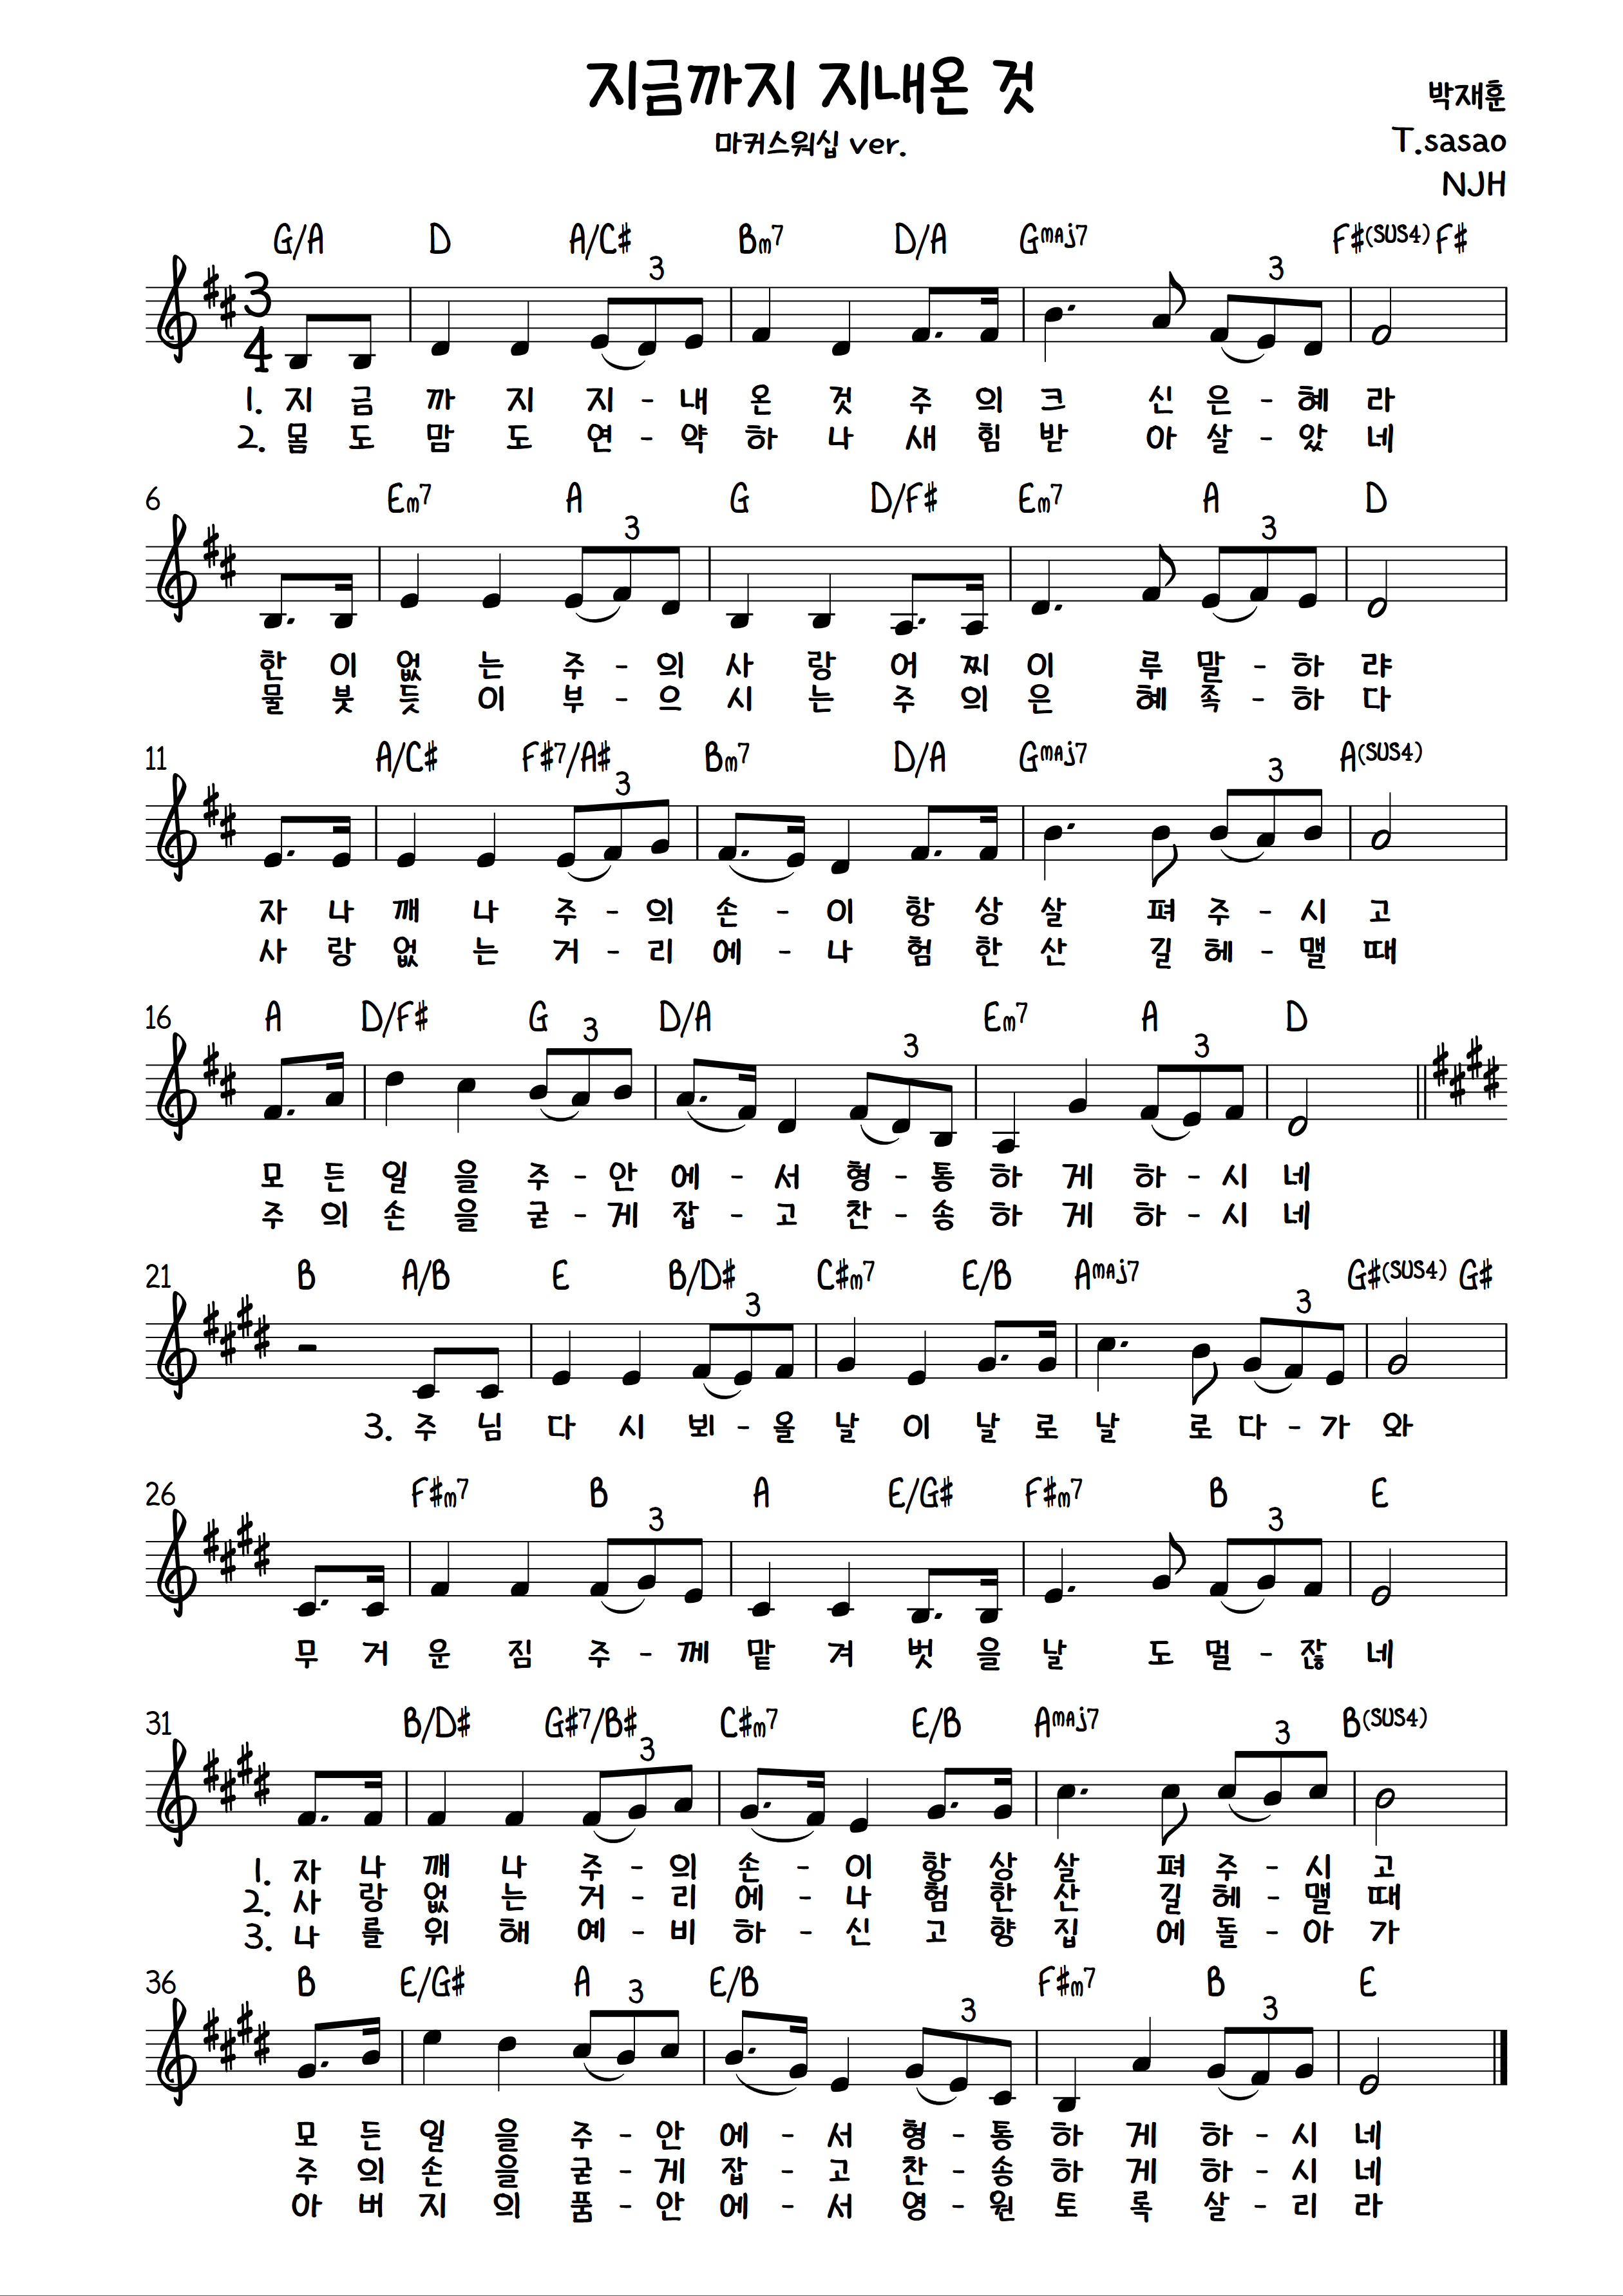 지금까지 지내온 것
마커스워십 ver.
박재훈
T.sasao
NJH
G/A D A/C# Bm7 D/A Gmaj7 F#(sus4) F#
3
3
3
4
1. 지 금 까 지 지 - 내 온 것 주 의 크 신 은 - 혜 라
2. 몸 도 맘 도 연 - 약 하 나 새 힘 받 아 살 - 았 네
6 Em7 A G D/F# Em7 A D
3
3
한 이 없 는 주 - 의 사 랑 어 찌 이 루 말 - 하 랴
물 붓 듯 이 부 - 으 시 는 주 의 은 혜 족 - 하 다
11 A/C# F#7/A# Bm7 D/A Gmaj7 A(sus4)
3
3
자 나 깨 나 주 - 의 손 - 이 항 상 살 펴 주 - 시 고
사 랑 없 는 거 - 리 에 - 나 험 한 산 길 헤 - 맬 때
16 A D/F# G D/A Em7 A D
3
3
3
모 든 일 을 주 - 안 에 - 서 형 - 통 하 게 하 - 시 네
주 의 손 을 굳 - 게 잡 - 고 찬 - 송 하 게 하 - 시 네
21 B A/B E B/D# C#m7 E/B Amaj7 G#(sus4) G#
3
3
3. 주 님 다 시 뵈 - 올 날 이 날 로 날 로 다 - 가 와
26 F#m7 B A E/G# F#m7 B E
3
3
무 거 운 짐 주 - 께 맡 겨 벗 을 날 도 멀 - 잖 네
31 B/D# G#7/B# C#m7 E/B Amaj7 B(sus4)
3
3
1. 자 나 깨 나 주 - 의 손 - 이 항 상 살 펴 주 - 시 고
2. 사 랑 없 는 거 - 리 에 - 나 험 한 산 길 헤 - 맬 때
3. 나 를 위 해 예 - 비 하 - 신 고 향 집 에 돌 - 아 가
36 B E/G# A E/B F#m7 B E
3
3
3
모 든 일 을 주 - 안 에 - 서 형 - 통 하 게 하 - 시 네
주 의 손 을 굳 - 게 잡 - 고 찬 - 송 하 게 하 - 시 네
아 버 지 의 품 - 안 에 - 서 영 - 원 토 록 살 - 리 라